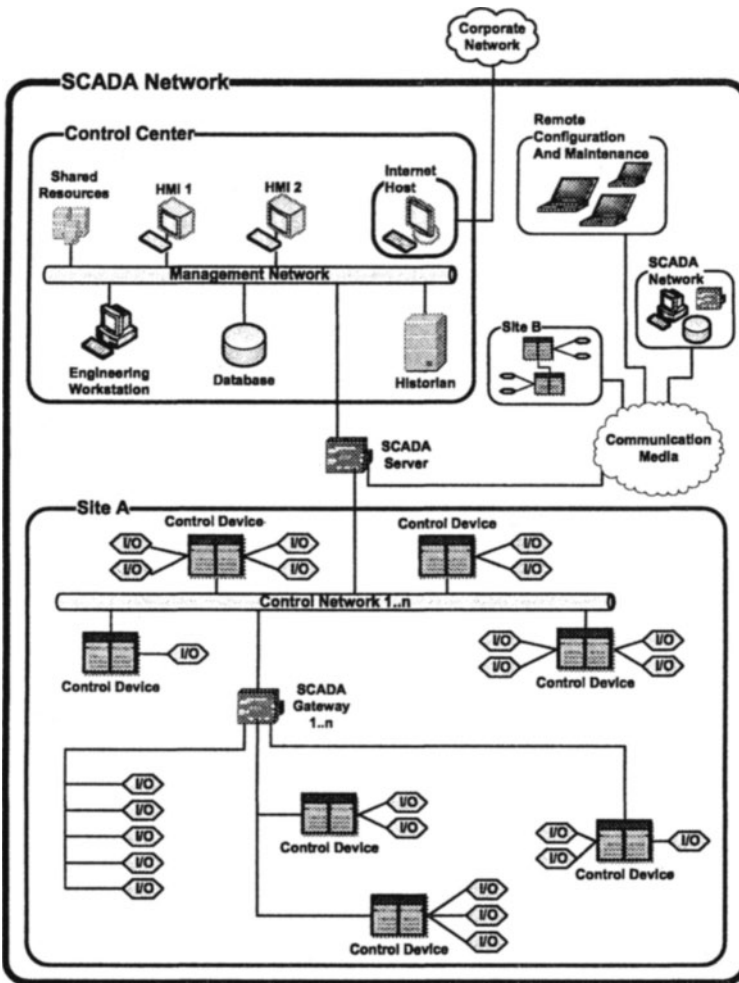 Corporate
Network
SCADA Network
Control Center
Shared
Resources
HMI 1
HMI 2
Internet
Host
Remote
Configuration
And Maintenance
Management Network
SCADA
Network
Engineering
Workstation
Database
Historian
Site B
Communication
Media
SCADA
Server
Site A
Control Device
I/O
I/O
I/O
I/O
Control Device
I/O
I/O
Control Network 1..n
I/O
Control Device
I/O
I/O
I/O
I/O
Control Device
SCADA
Gateway
1..n
I/O
I/O
I/O
I/O
I/O
I/O
I/O
Control Device
I/O
I/O
I/O
Control Device
I/O
I/O
I/O
Control Device